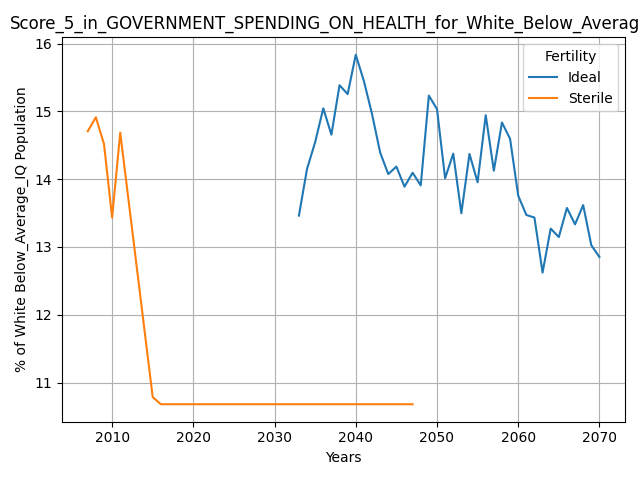 Score_5_in_GOVERNMENT_SPENDING_ON_HEALTH_for_White_Below_Averag
% of White Below_Average_IQ Population
16
15
14
13
12
11
Fertility
Ideal
Sterile
2010 2020 2030 2040 2050 2060 2070
Years